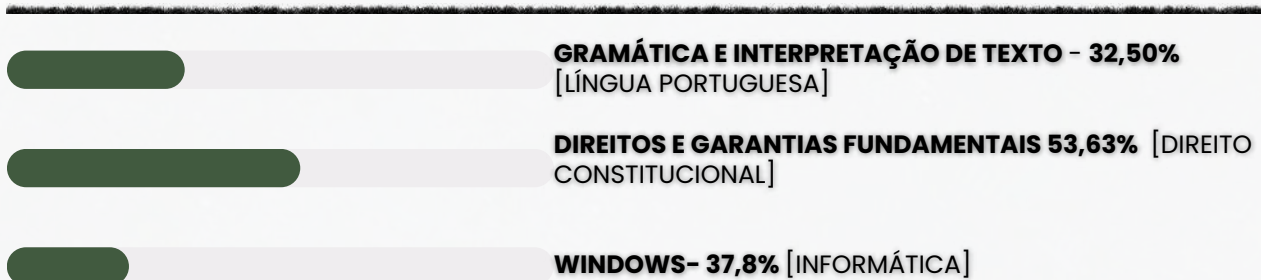 GRAMÁTICA E INTERPRETAÇÃO DE TEXTO - 32,50%
[LÍNGUA PORTUGUESA]
DIREITOS E GARANTIAS FUNDAMENTAIS 53,63% [DIREITO
CONSTITUCIONAL]
WINDOWS- 37,8% [INFORMÁTICA]